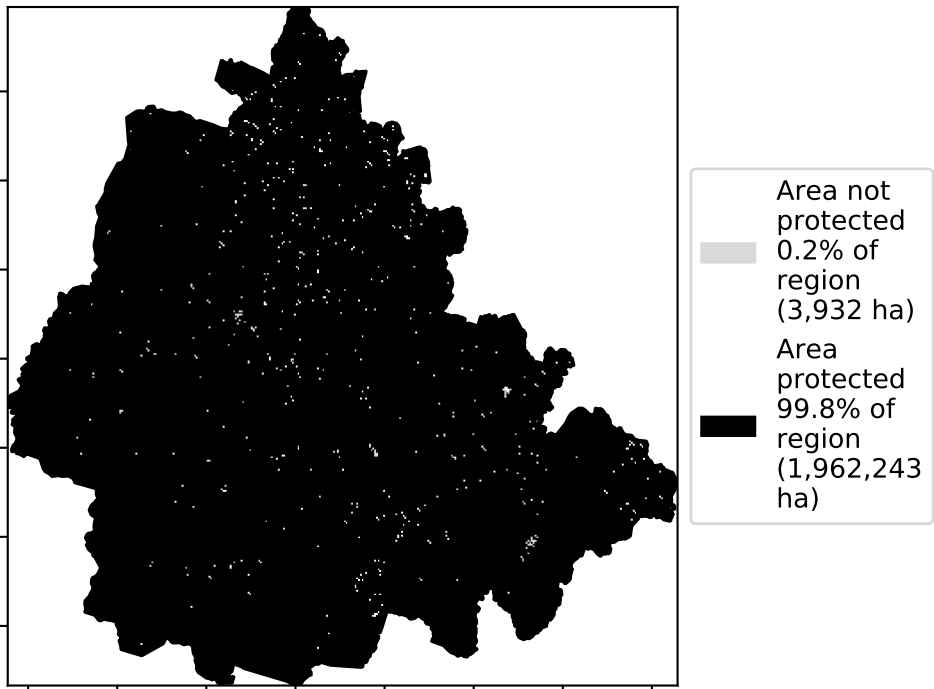 Area not
protected
0.2% of
region
(3,932 ha)
Area
protected
99.8% of
region
(1,962,243
ha)